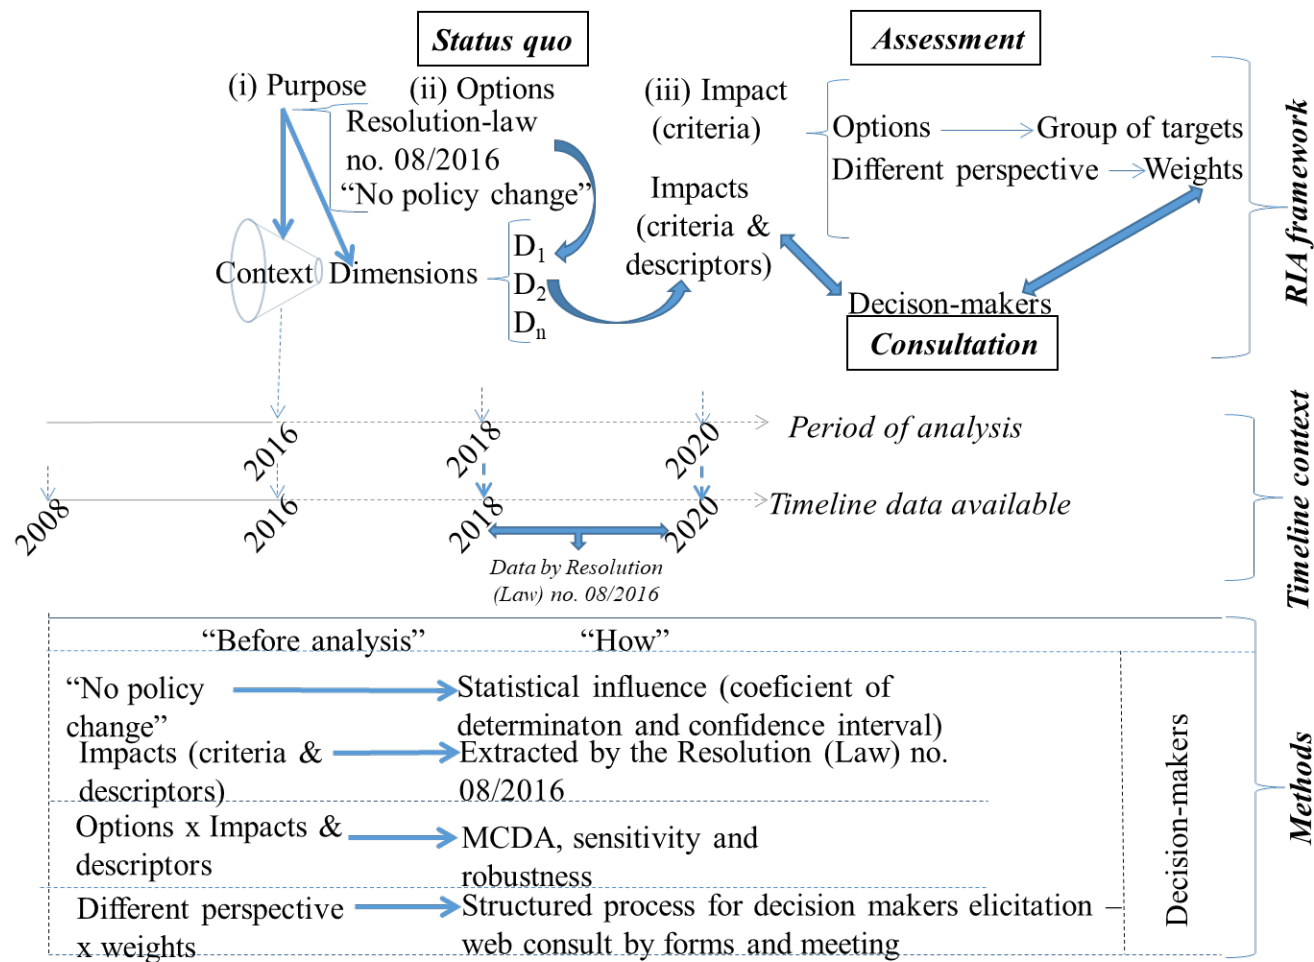 Status quo
Assessment
(i) Purpose
(ii) Options
Resolution-law
no. 08/2016
“No policy change”
(iii) Impact
(criteria)
Options
Group of targets
Different perspective
Weights
Impacts
(criteria &
descriptors)
Context
Dimensions
D1
D2
Dn
Decison-makers
Consultation
RIA framework
2016
2018
2020
Period of analysis
2008
2016
2018
2020
Timeline data available
Data by Resolution
(Law) no. 08/2016
Timeline context
“Before analysis”
“How”
“No policy
change”
Statistical influence (coeficient of
determinaton and confidence interval)
Impacts (criteria &
descriptors)
Extracted by the Resolution (Law) no.
08/2016
Options x Impacts &
descriptors
MCDA, sensitivity and
robustness
Different perspective
x weights
Structured process for decision makers elicitation –
web consult by forms and meeting
Decision-makers
Methods